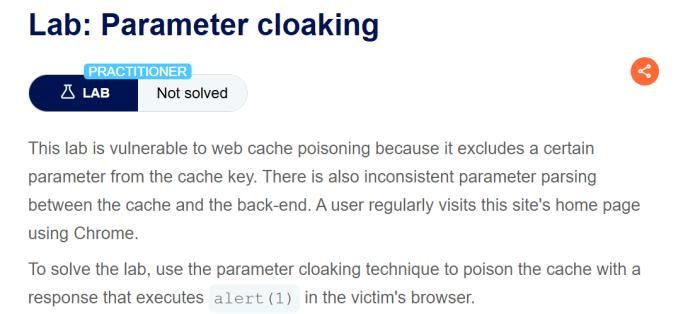 Lab: Parameter cloaking
PRACTITIONER
LAB Not solved
This lab is vulnerable to web cache poisoning because it excludes a certain
parameter from the cache key. There is also inconsistent parameter parsing
between the cache and the back-end. A user regularly visits this site's home page
using Chrome.
To solve the lab, use the parameter cloaking technique to poison the cache with a
response that executes alert(1) in the victim's browser.